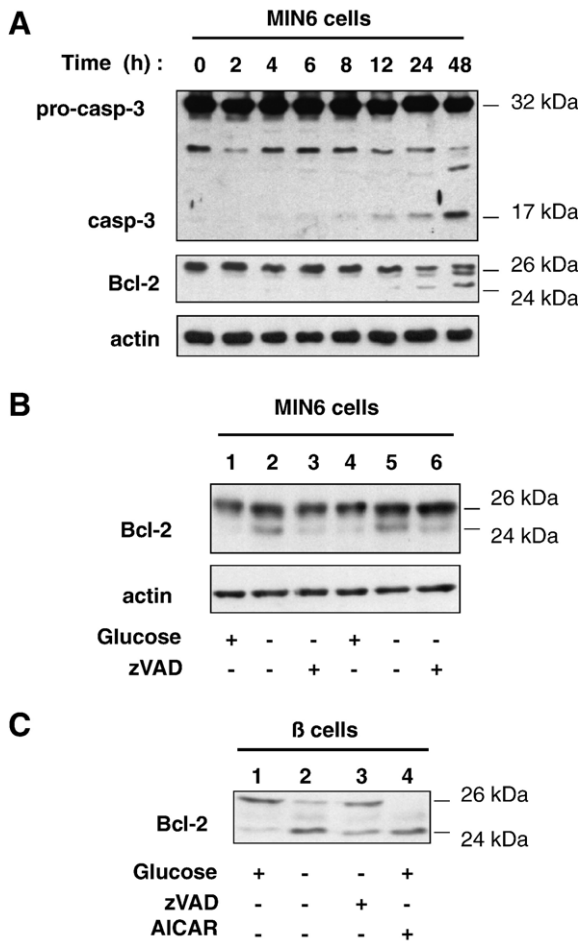 A
MIN6 cells
Time (h) : 0 2 4 6 8 12 24 48
pro-casp-3 32 kDa
casp-3 17 kDa
26 kDa
Bcl-2
24 kDa
actin
B
MIN6 cells
1 2 3 4 5 6
26 kDa
Bcl-2
24 kDa
actin
Glucose + - - + - -
zVAD - - + - - +
C
ß cells
1 2 3 4
26 kDa
Bcl-2
24 kDa
Glucose + - - +
zVAD - - + -
AICAR - - - +